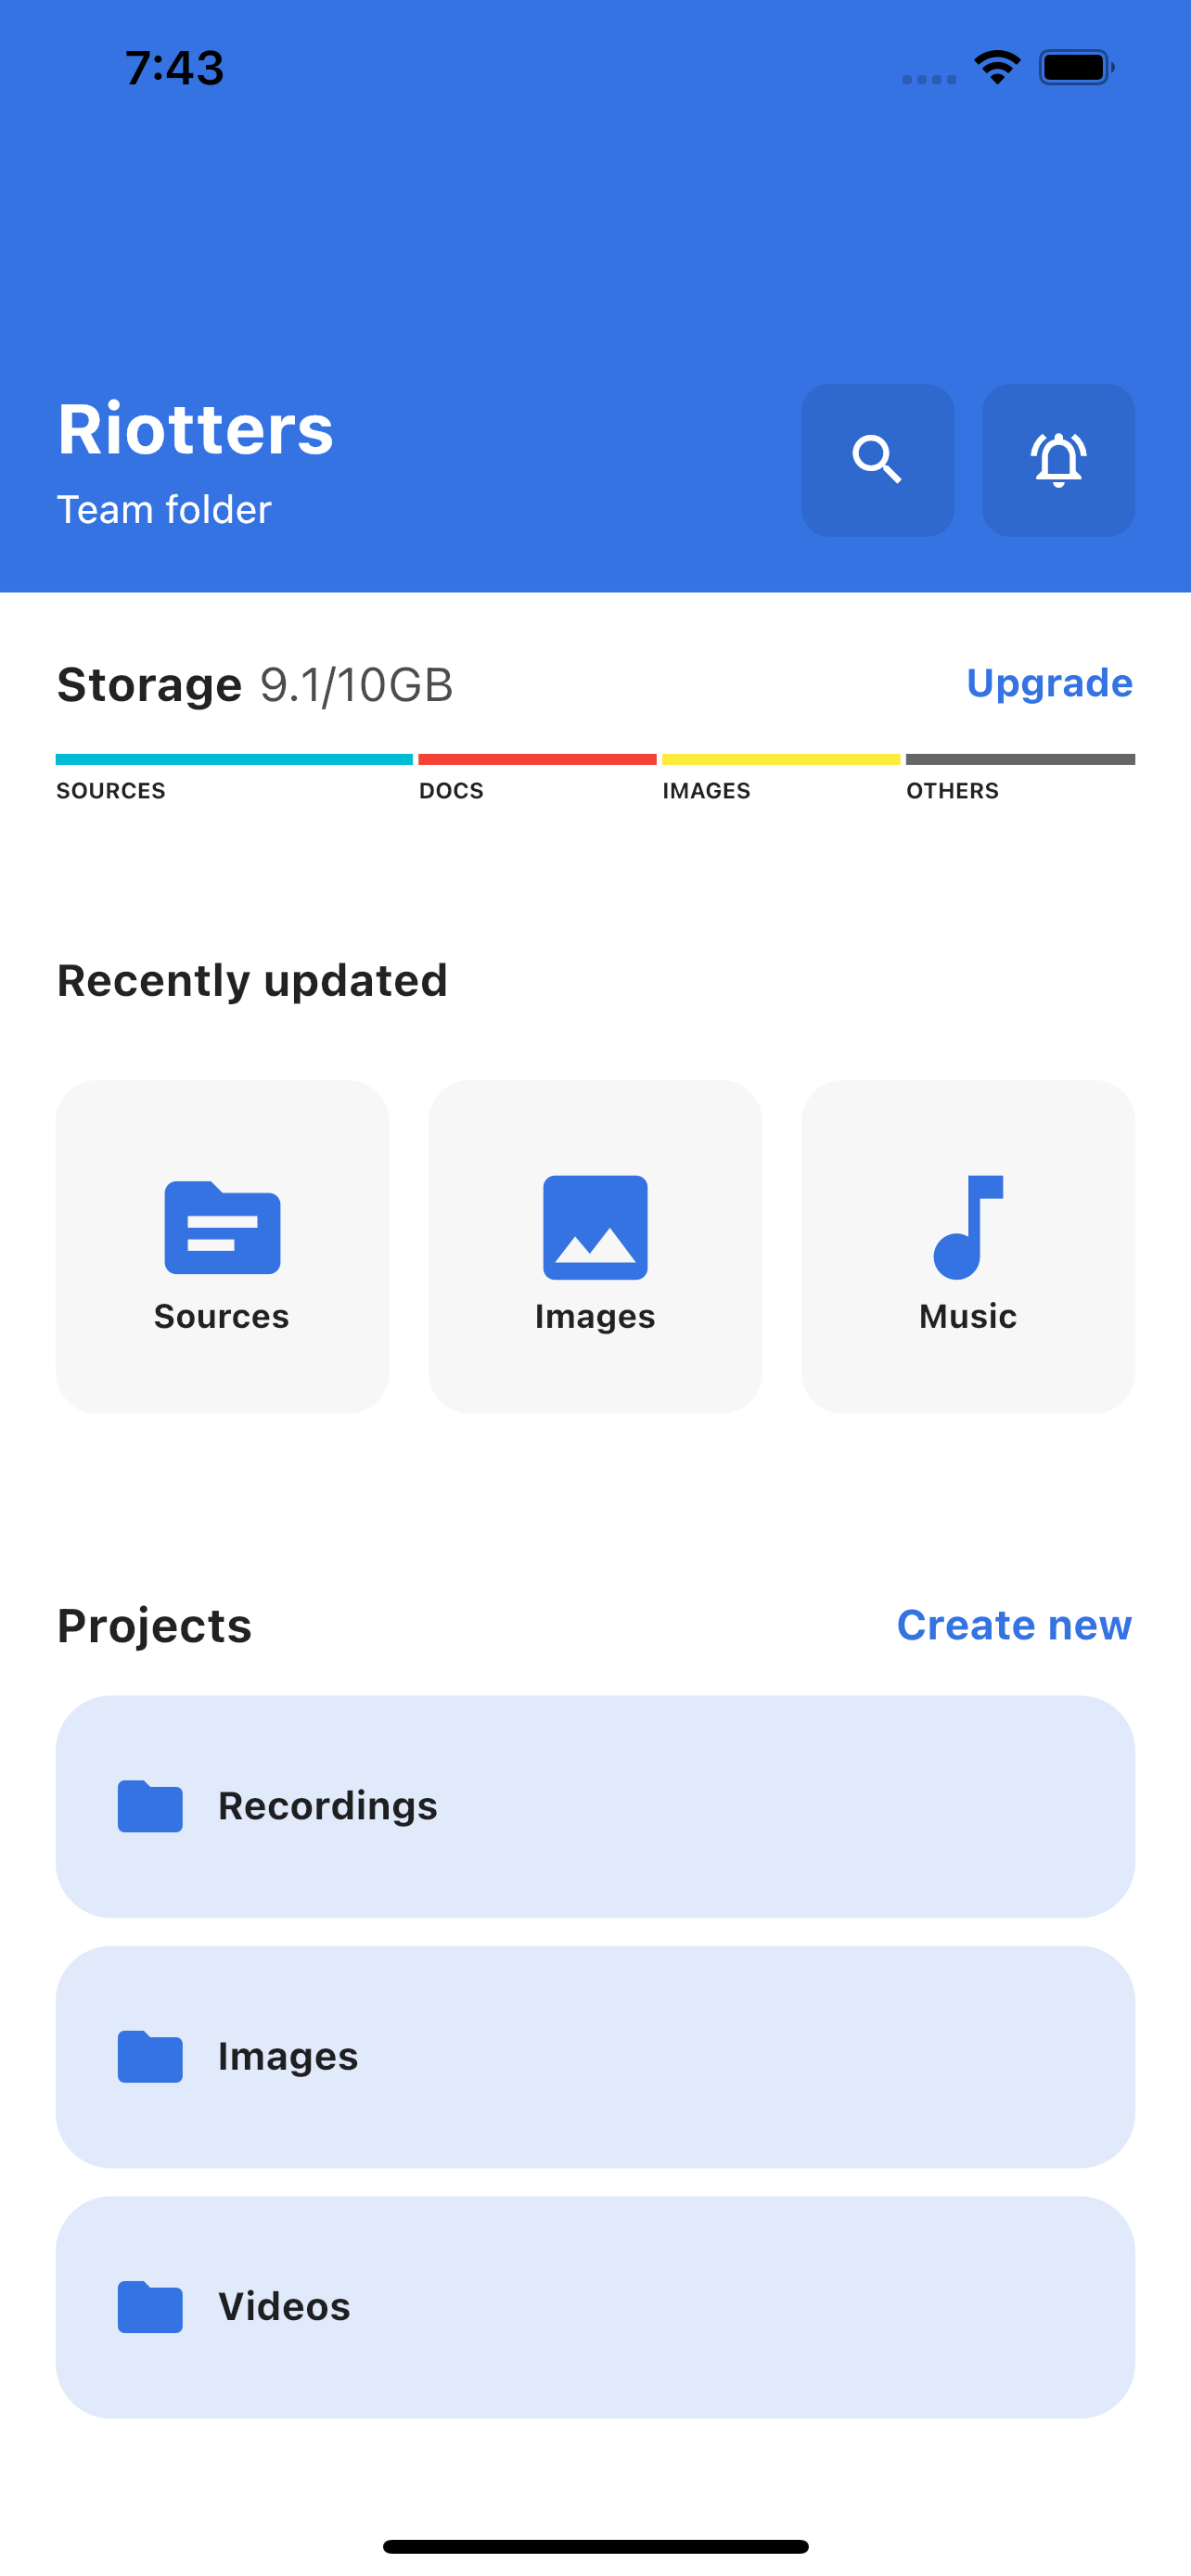 7:43
Riotters
Team folder
Storage 9.1/10GB
Upgrade
SOURCES
DOCS
IMAGES
OTHERS
Recently updated
Sources
Images
Music
Projects
Create new
Recordings
Images
Videos